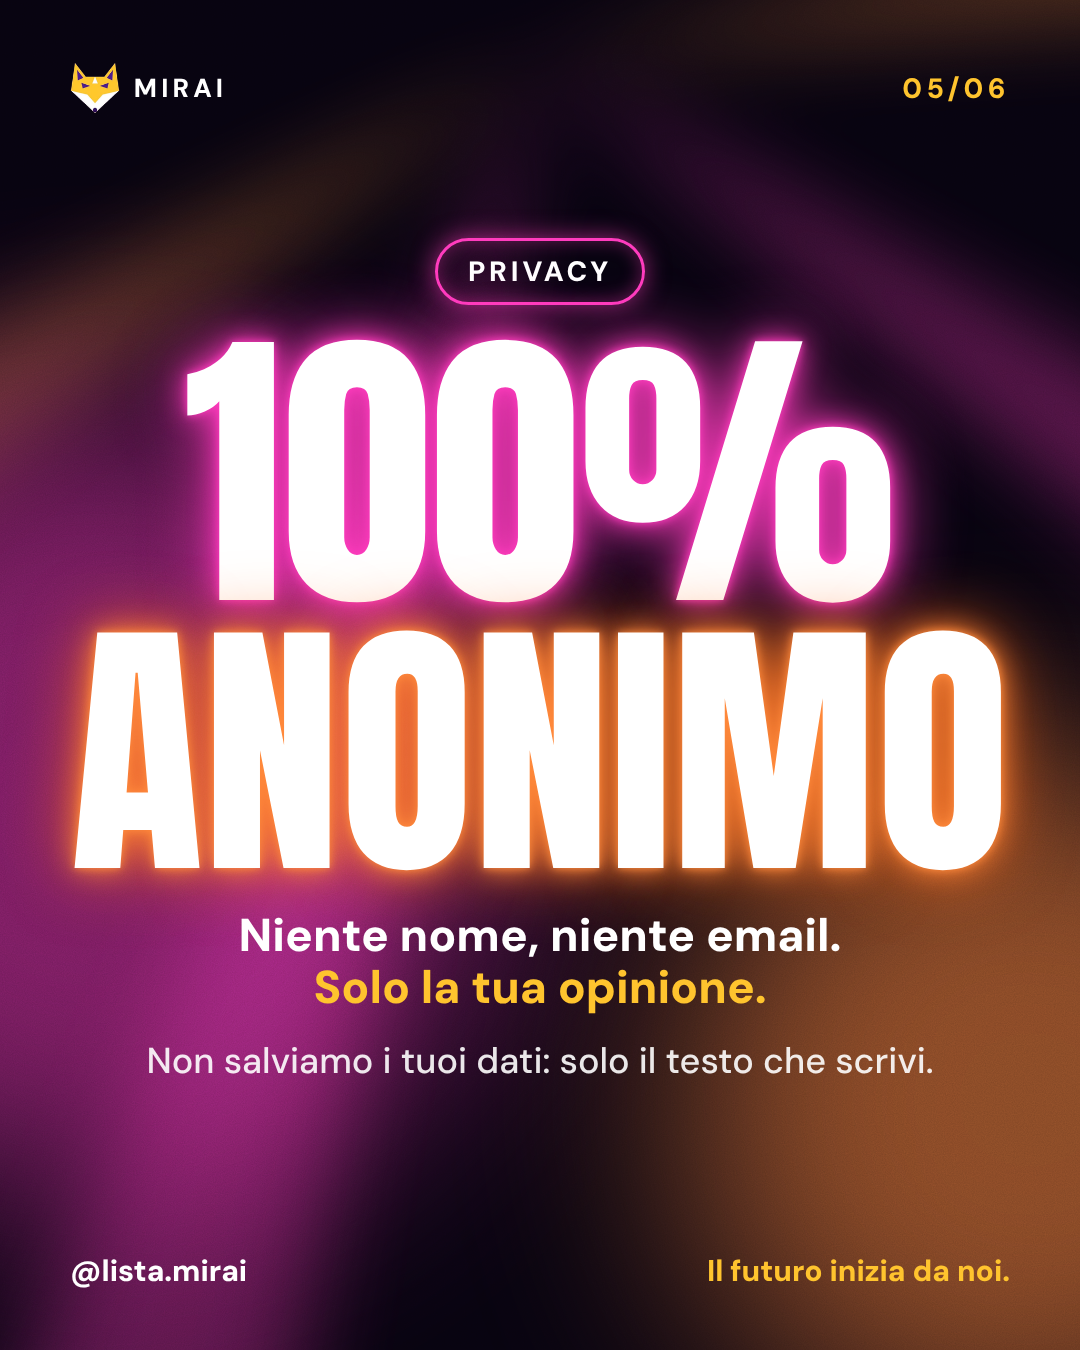 MIRAI
05/06
PRIVACY
100%
ANONIMO
Niente nome, niente email.
Solo la tua opinione.
Non salviamo i tuoi dati: solo il testo che scrivi.
@lista.mirai
Il futuro inizia da noi.